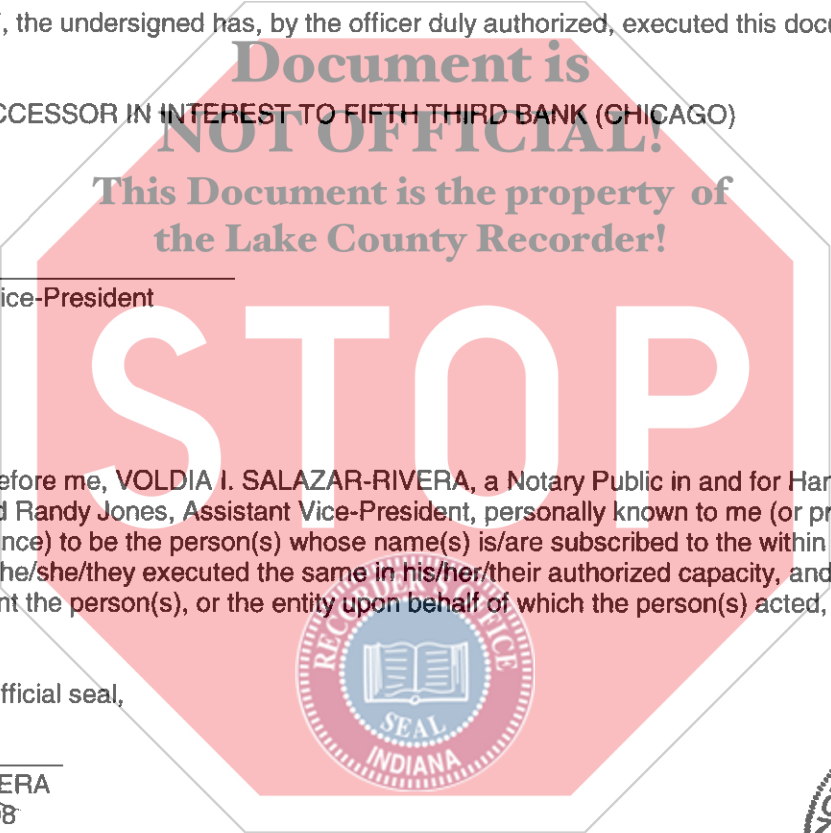 , the undersigned has, by the officer duly authorized, executed this docu
Document is
CCESSOR IN INTEREST TO FIFTH THIRD BANK (CHICAGO)
NOT OFFICIAL!
This Document is the property of
the Lake County Recorder!
ice-President
STOP
efore me, VOLDIA I. SALAZAR-RIVERA, a Notary Public in and for Har
d Randy Jones, Assistant Vice-President, personally known to me (or pr
nce) to be the person(s) whose name(s) is/are subscribed to the within
he/she/they executed the same in his/her/their authorized capacity, and
nt the person(s), or the entity upon behalf of which the person(s) acted,
RECORDER'S OFFICE
SEAL
INDIANA
fficial seal,
ERA